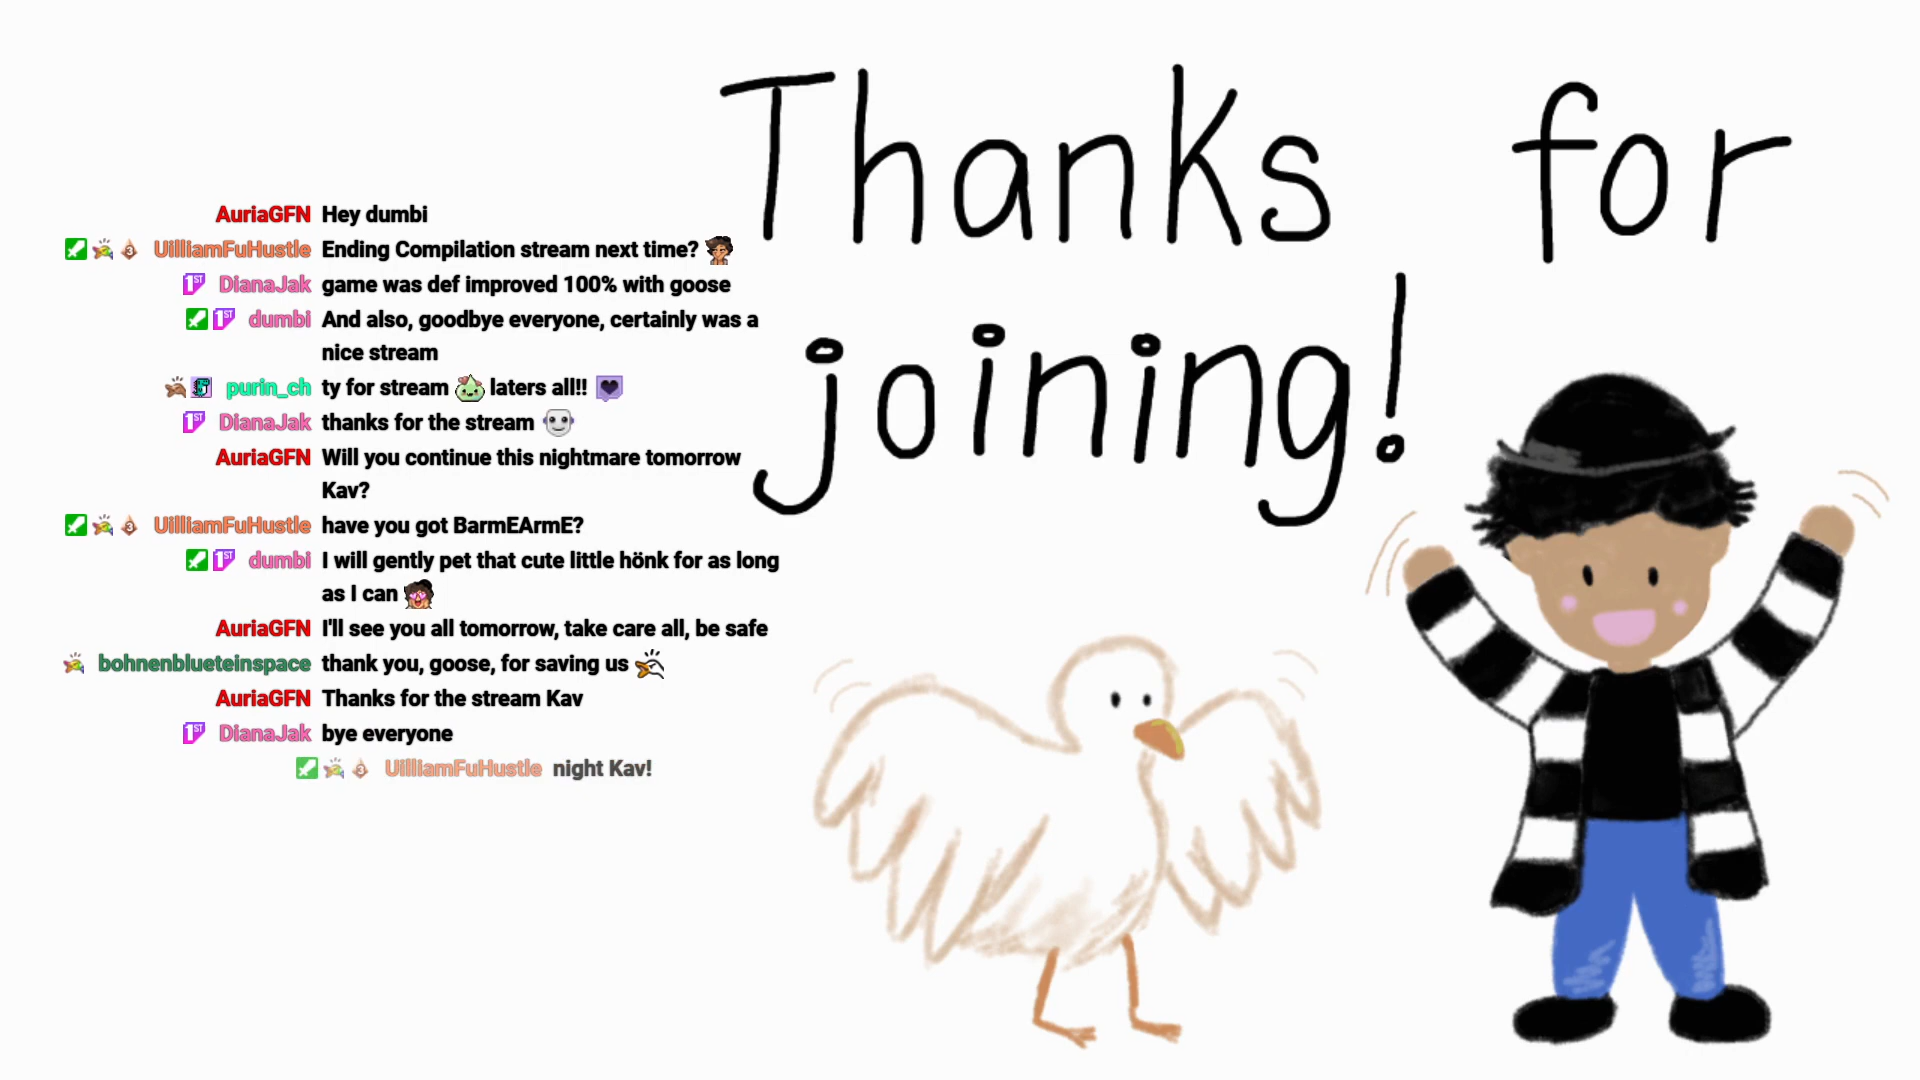 Thanks for
joining!
AuriaGFN Hey dumbi
UilliamFuHustle Ending Compilation stream next time?
DianaJak game was def improved 100% with goose
dumbi And also, goodbye everyone, certainly was a
nice stream
purin_ch ty for stream laters all!!
DianaJak thanks for the stream
AuriaGFN Will you continue this nightmare tomorrow
Kav?
UilliamFuHustle have you got BarmEArmE?
dumbi I will gently pet that cute little hönk for as long
as I can
AuriaGFN I'll see you all tomorrow, take care all, be safe
bohnenblueteinspace thank you, goose, for saving us
AuriaGFN Thanks for the stream Kav
DianaJak bye everyone
UilliamFuHustle night Kav!